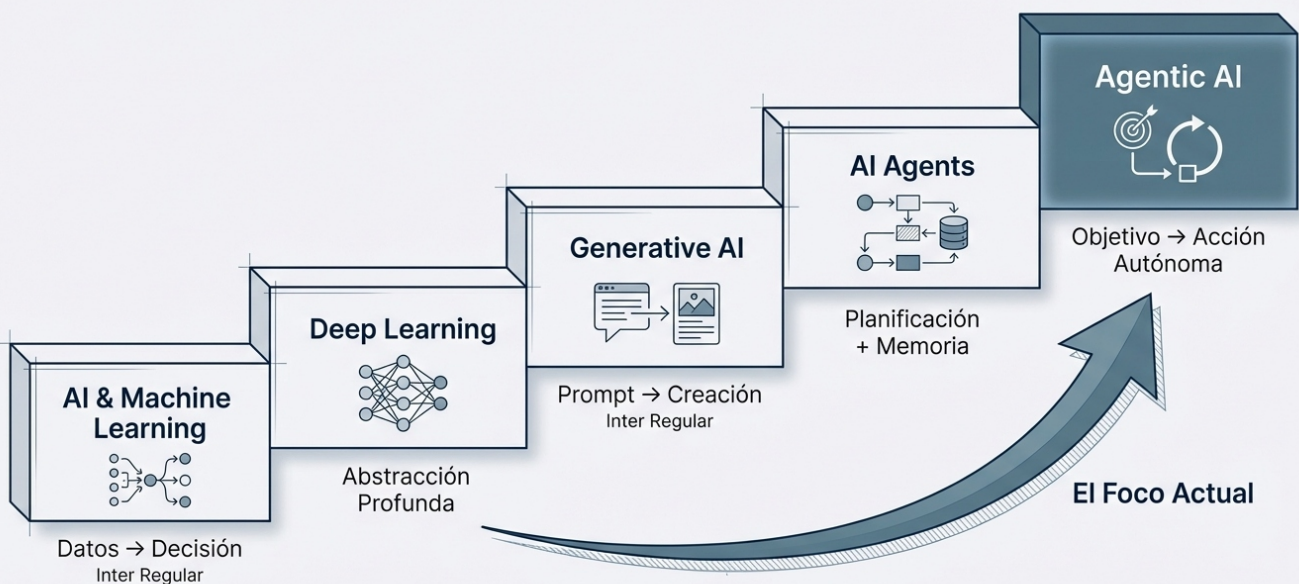 AI & Machine
Learning
Datos → Decisión
Inter Regular
Deep Learning
Abstracción
Profunda
Generative AI
Prompt → Creación
Inter Regular
AI Agents
Planificación
+ Memoria
Agentic AI
Objetivo → Acción
Autónoma
El Foco Actual